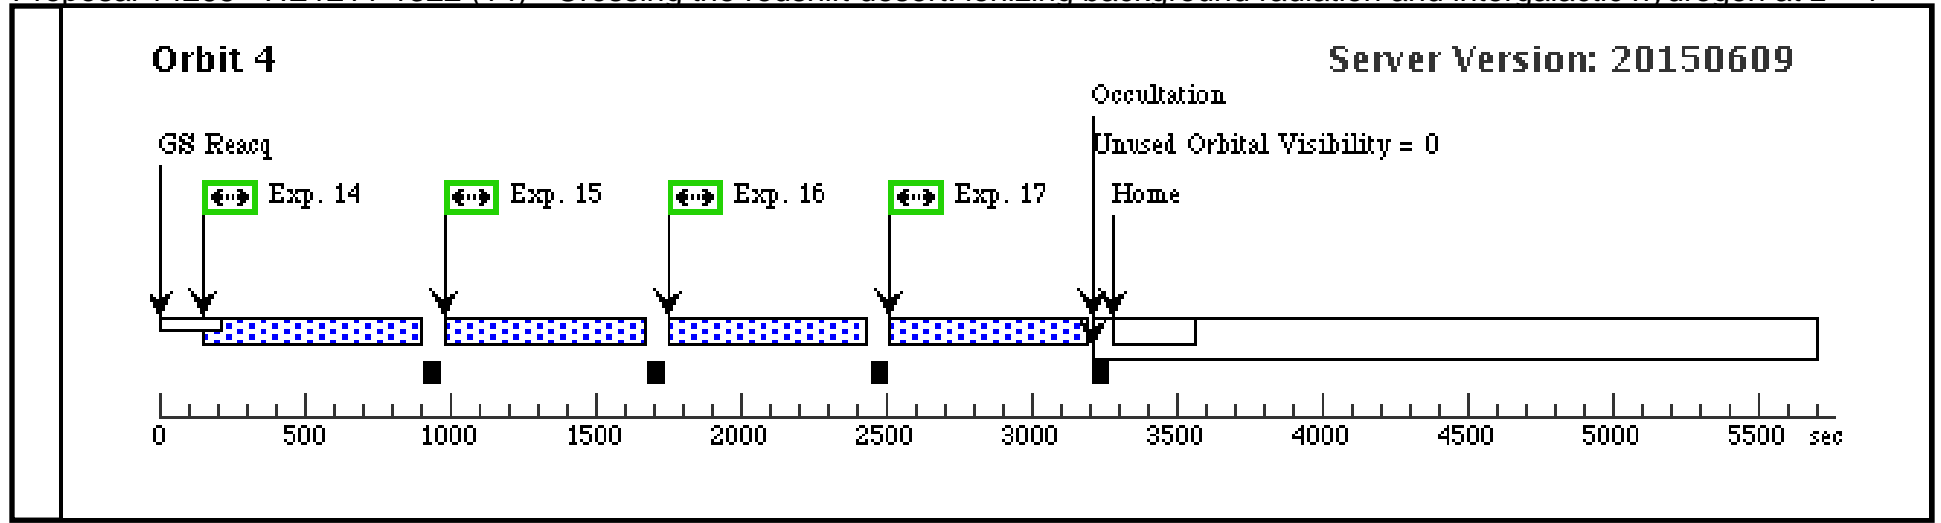 Orbit 4
Server Version: 20150609
Occultation
GS Reacq
Unused Orbital Visibility = 0
Exp. 14
Exp. 15
Exp. 16
Exp. 17
Home
0 500 1000 1500 2000 2500 3000 3500 4000 4500 5000 5500 sec